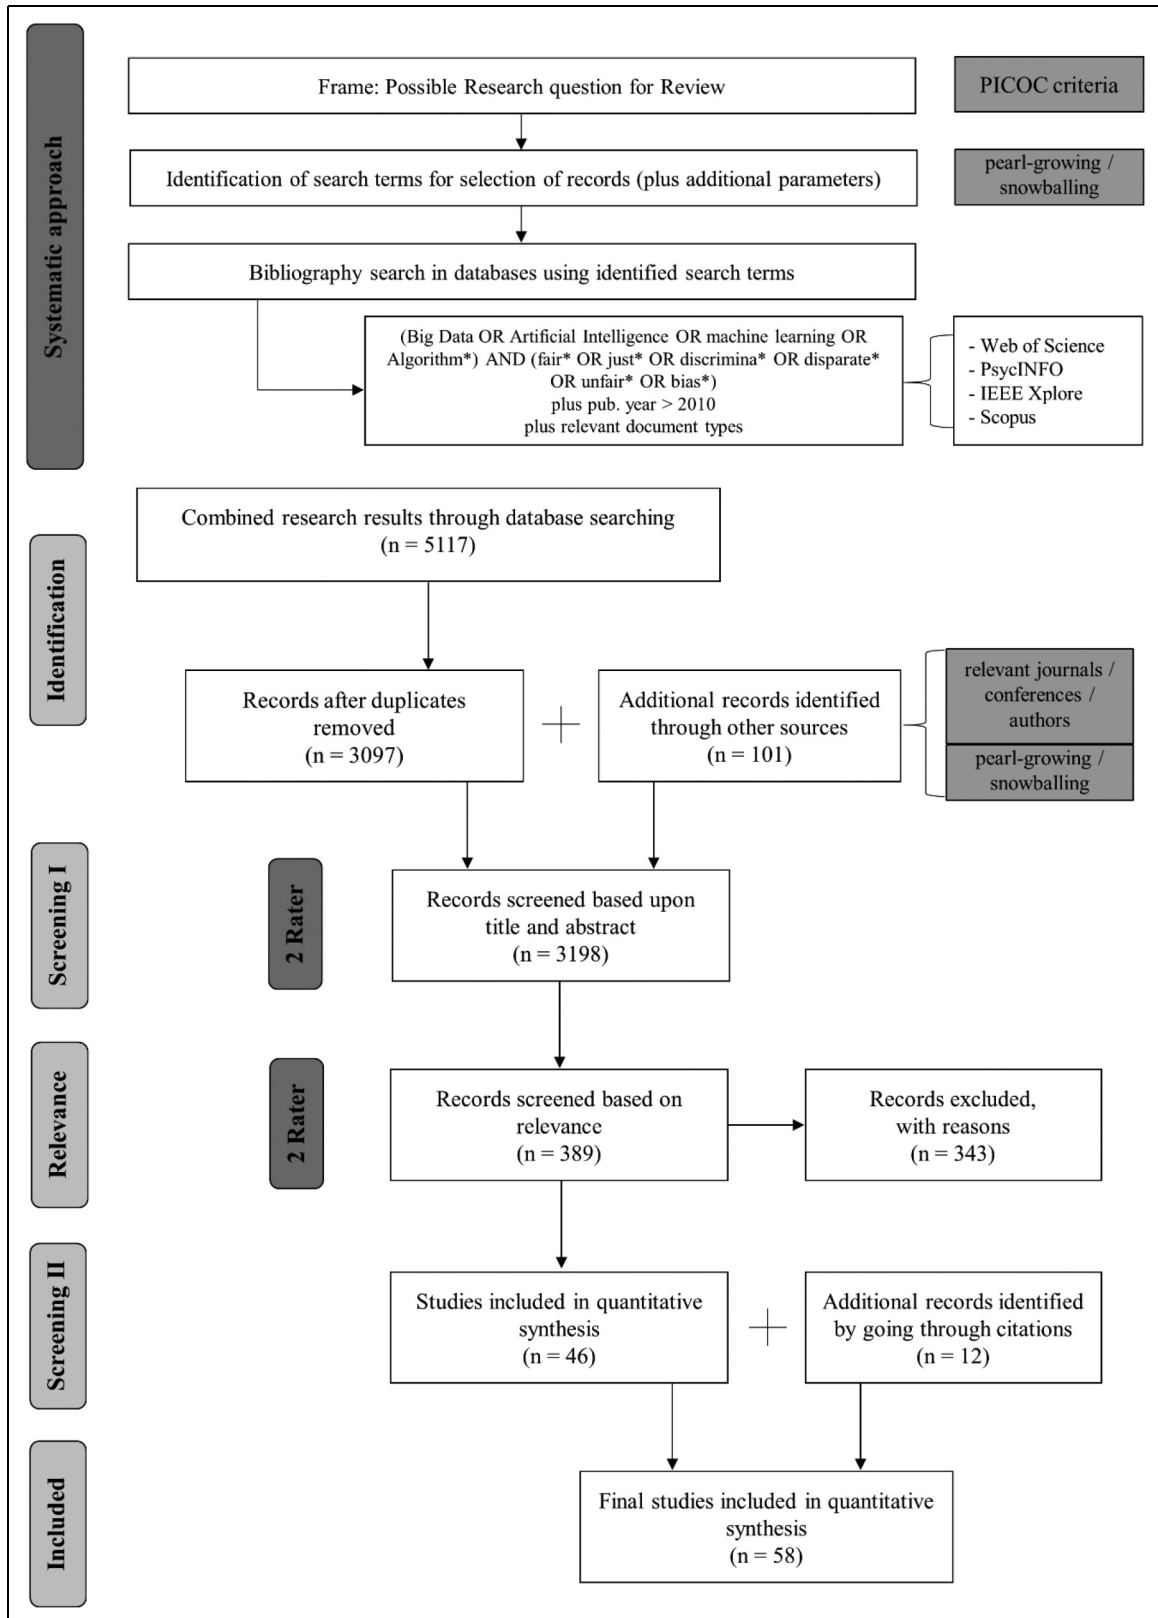 Systematic approach
Frame: Possible Research question for Review
PICOC criteria
Identification of search terms for selection of records (plus additional parameters)
pearl-growing /
snowballing
Bibliography search in databases using identified search terms
(Big Data OR Artificial Intelligence OR machine learning OR
Algorithm*) AND (fair* OR just* OR discrimina* OR disparate*
OR unfair* OR bias*)
plus pub. year > 2010
plus relevant document types
- Web of Science
- PsycINFO
- IEEE Xplore
- Scopus
Identification
Combined research results through database searching
(n = 5117)
Records after duplicates
removed
(n = 3097)
Additional records identified
through other sources
(n = 101)
relevant journals /
conferences /
authors
pearl-growing /
snowballing
Screening I
2 Rater
Records screened based upon
title and abstract
(n = 3198)
Relevance
2 Rater
Records screened based on
relevance
(n = 389)
Records excluded,
with reasons
(n = 343)
Screening II
Studies included in quantitative
synthesis
(n = 46)
Additional records identified
by going through citations
(n = 12)
Included
Final studies included in quantitative
synthesis
(n = 58)